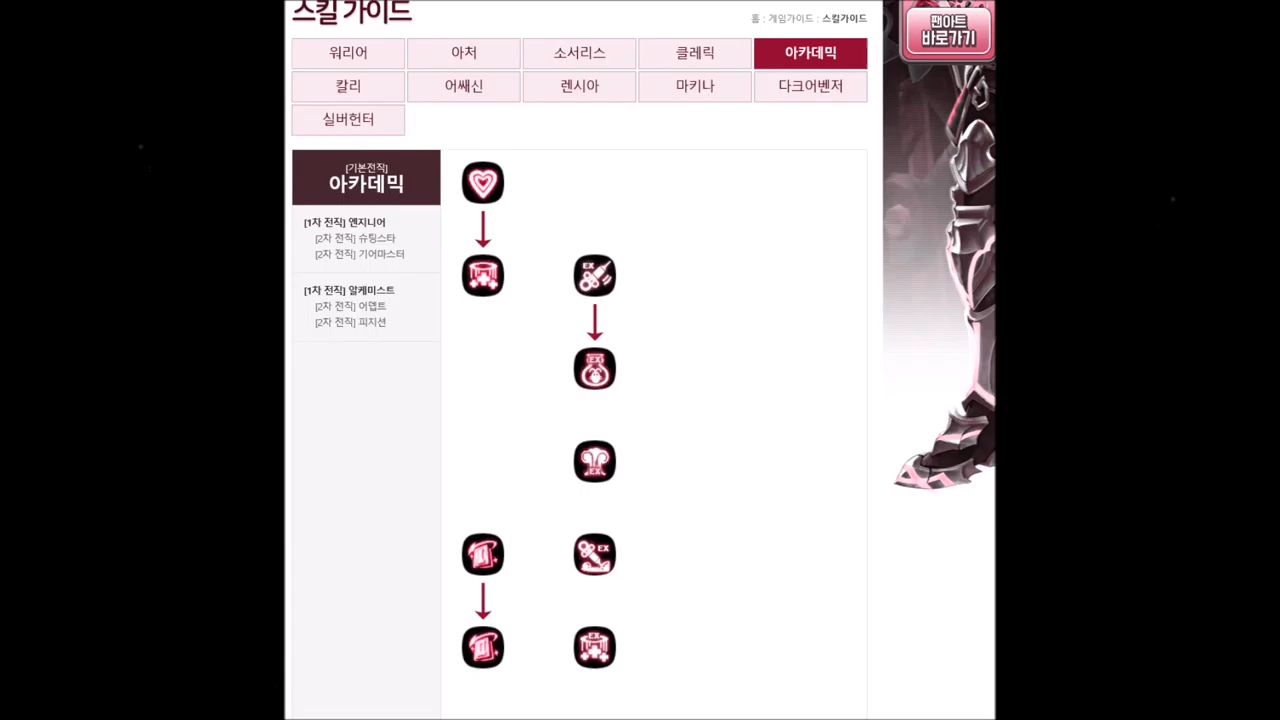 스킬 가이드
홈 : 게임가이드 : 스킬가이드
팬아트
바로가기
워리어
아처
소서리스
클레릭
아카데믹
칼리
어쌔신
렌시아
마키나
다크어벤저
실버헌터
[기본전직]
아카데믹
[1차 전직] 엔지니어
[2차 전직] 슈팅스타
[2차 전직] 기어마스터
[1차 전직] 알케미스트
[2차 전직] 어뎁트
[2차 전직] 피지션
EX
EX
EX
EX
EX